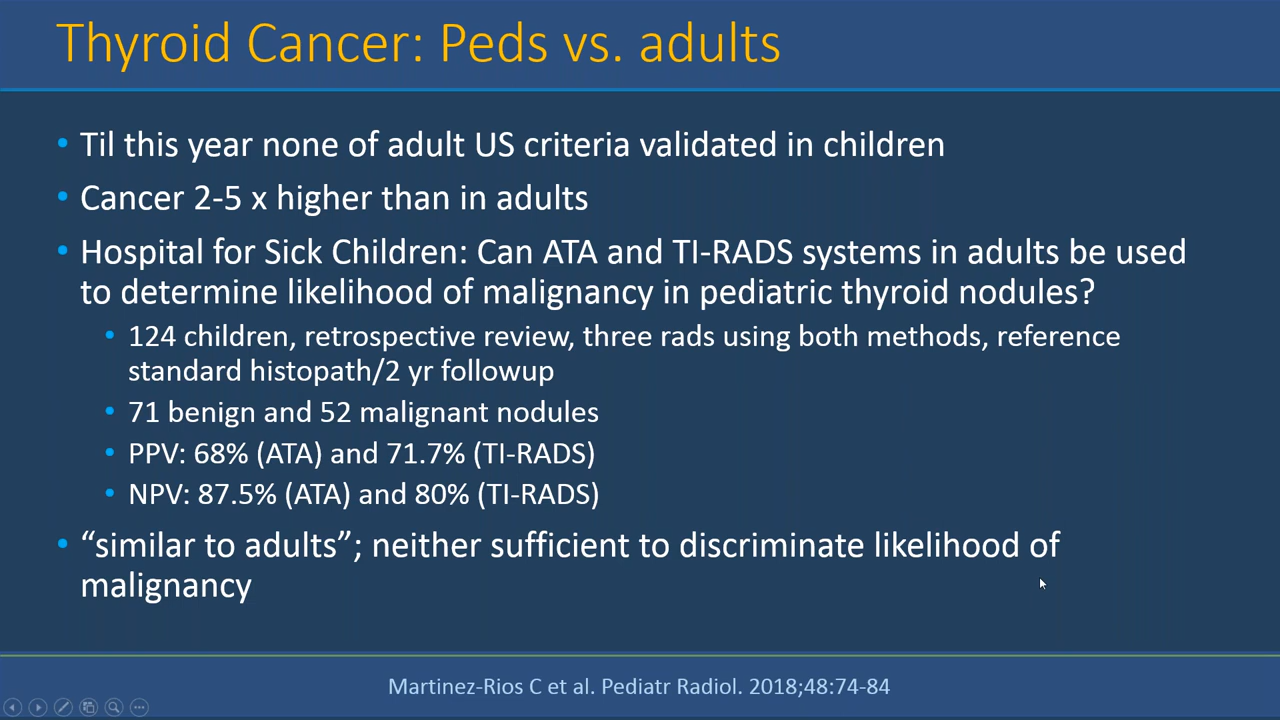 Thyroid Cancer: Peds vs. adults
• Til this year none of adult US criteria validated in children
• Cancer 2-5 x higher than in adults
• Hospital for Sick Children: Can ATA and TI-RADS systems in adults be used
to determine likelihood of malignancy in pediatric thyroid nodules?
• 124 children, retrospective review, three rads using both methods, reference
standard histopath/2 yr followup
• 71 benign and 52 malignant nodules
• PPV: 68% (ATA) and 71.7% (TI-RADS)
• NPV: 87.5% (ATA) and 80% (TI-RADS)
• “similar to adults”; neither sufficient to discriminate likelihood of
malignancy
Martinez-Rios C et al. Pediatr Radiol. 2018;48:74-84